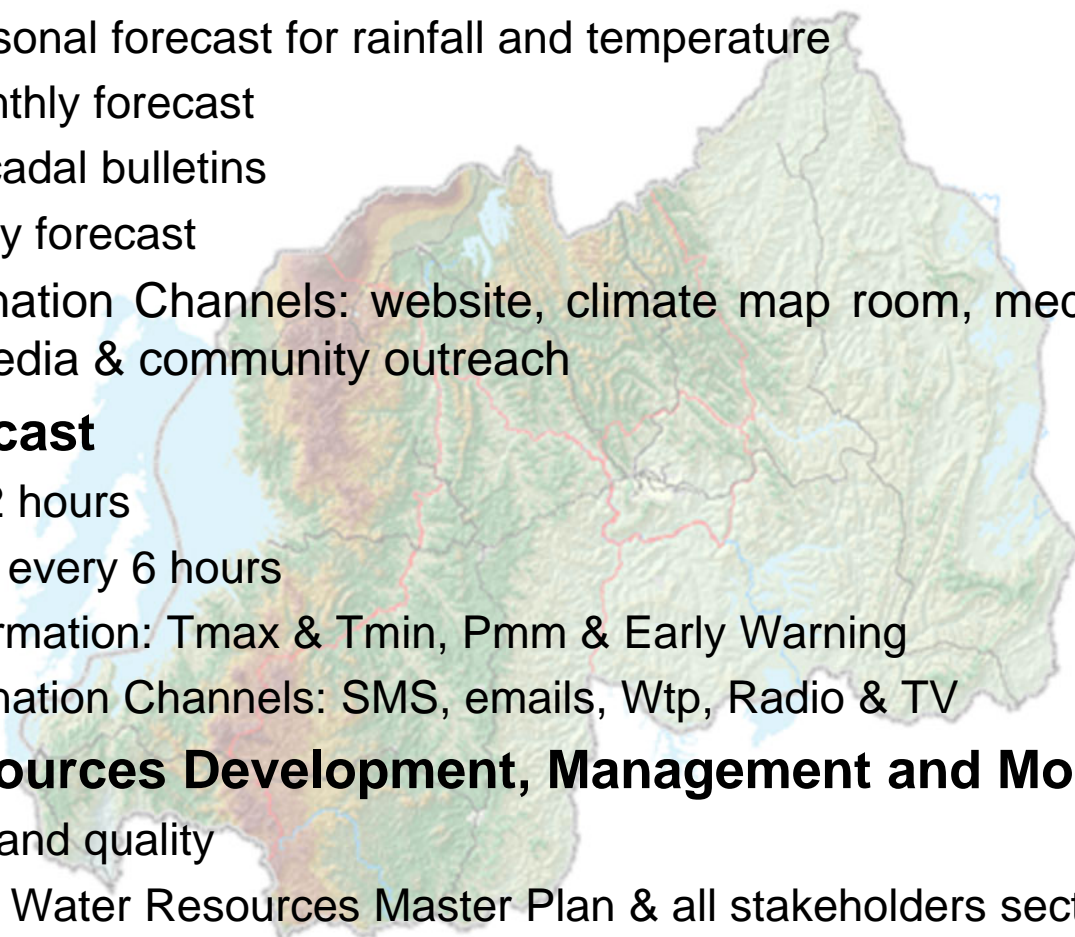 sonal forecast for rainfall and temperature
nthly forecast
cadal bulletins
y forecast
nation Channels: website, climate map room, med
edia & community outreach
cast
2 hours
every 6 hours
rmation: Tmax & Tmin, Pmm & Early Warning
nation Channels: SMS, emails, Wtp, Radio & TV
ources Development, Management and Mo
and quality
Water Resources Master Plan & all stakeholders sect